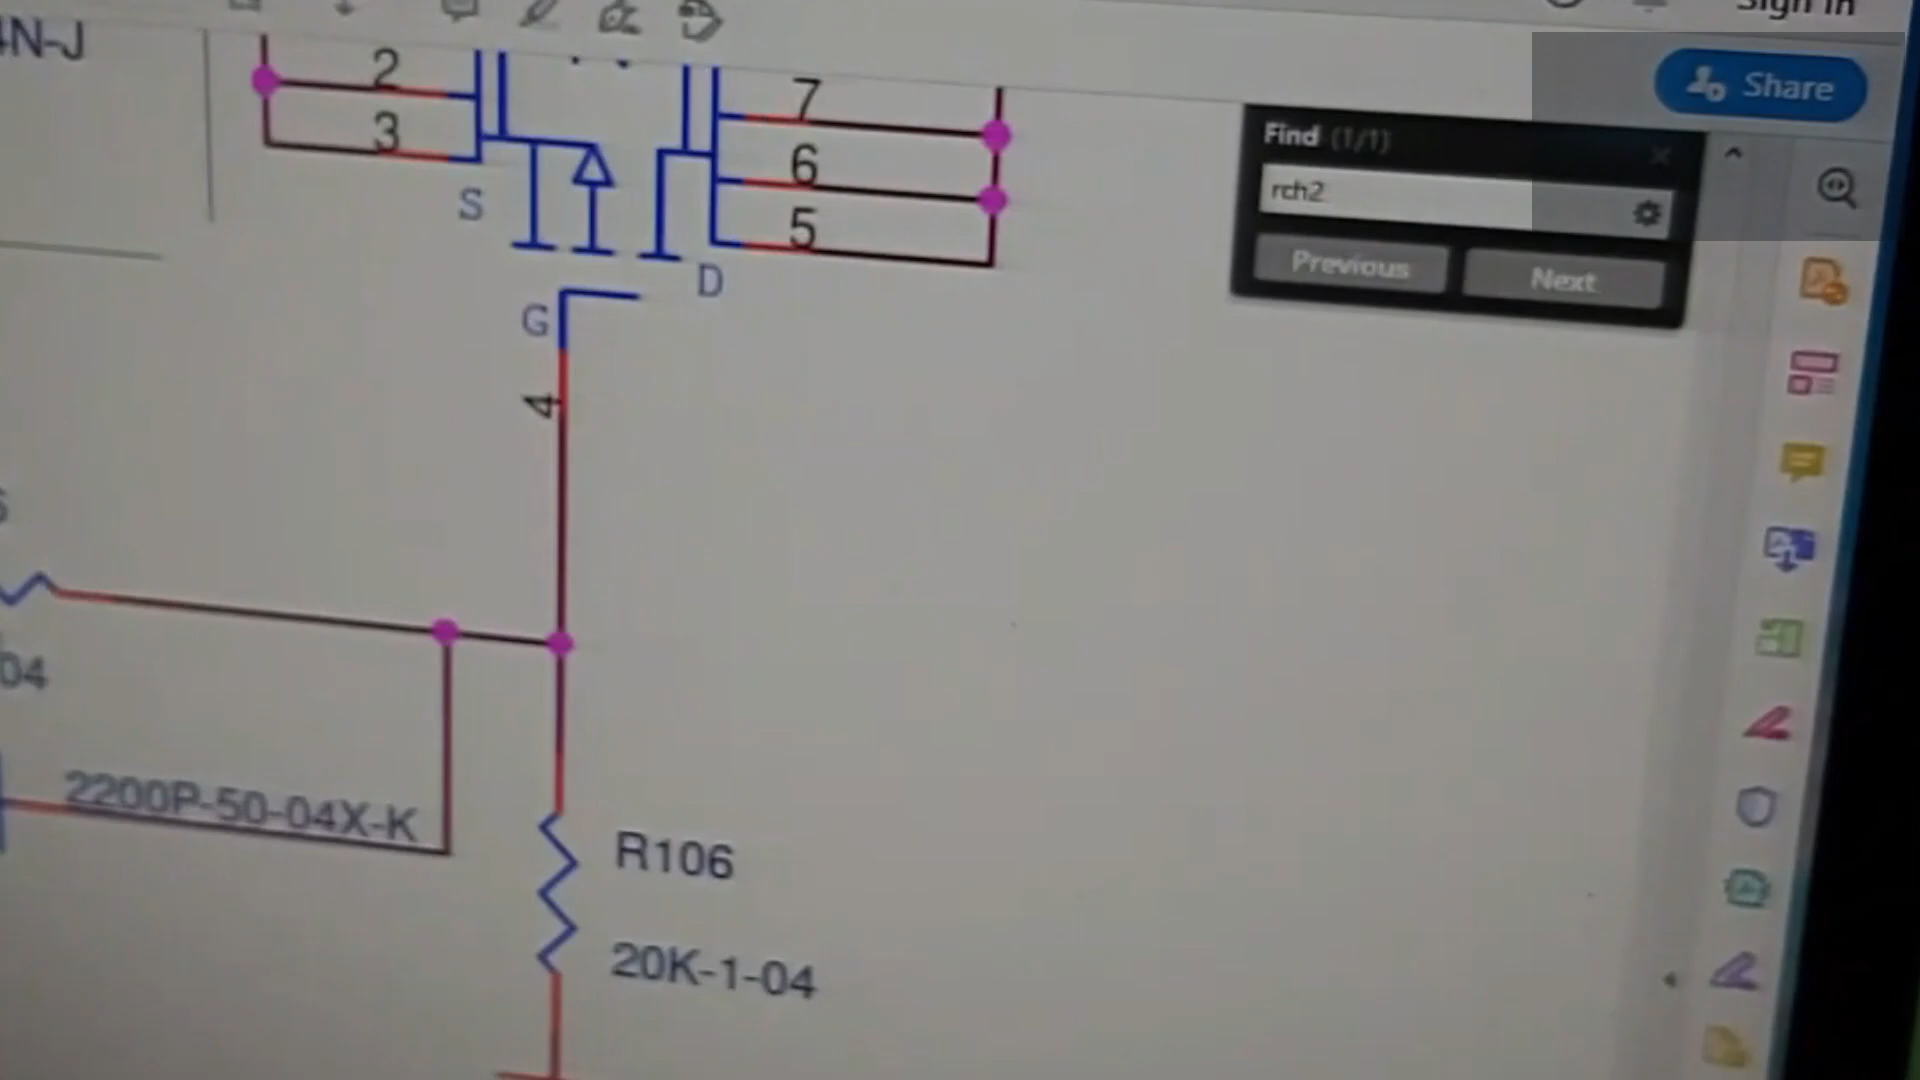 Sign In
4N-J
2
3
S
7
6
5
D
G
4
Share
Find (1/1)
rch2
Previous
Next
04
2200P-50-04X-K
R106
20K-1-04